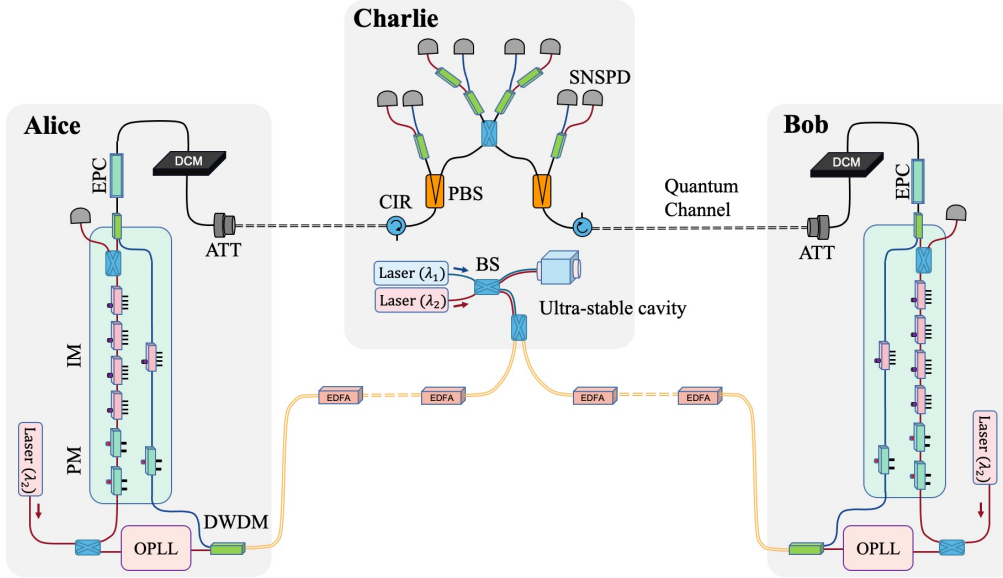 Charlie
SNSPD
Alice
Bob
DCM
DCM
EPC
EPC
PBS
CIR
Quantum
Channel
ATT
ATT
BS
Laser (λ₁)
Laser (λ₂)
Ultra-stable cavity
IM
EDFA
EDFA
EDFA
EDFA
PM
Laser (λ₂)
Laser (λ₂)
DWDM
OPLL
OPLL